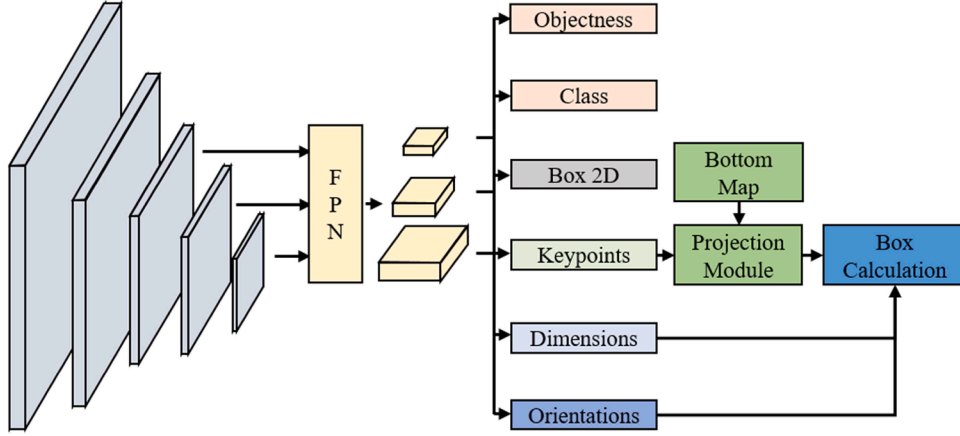 F
P
N
Objectness
Class
Box 2D
Keypoints
Dimensions
Orientations
Bottom
Map
Projection
Module
Box
Calculation